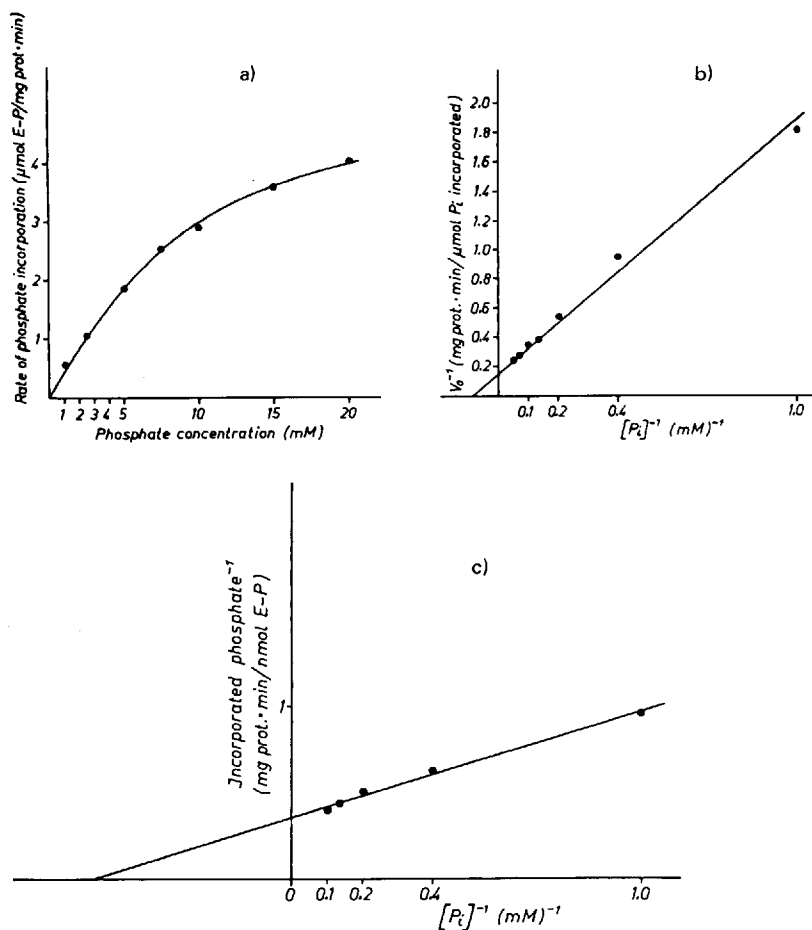 a)
Rate of phosphate incorporation (μmol E-P/mg prot•min)
4
3
2
1
1 2 3 4 5 10 15 20
Phosphate concentration (mM)
b)
V₀⁻¹ (mg prot.•min/μmol Pᵢ incorporated)
2.0
1.8
1.6
1.4
1.2
1.0
0.8
0.6
0.4
0.2
0.1 0.2 0.4 1.0
[Pᵢ]⁻¹ (mM)⁻¹
c)
Incorporated phosphate⁻¹
(mg prot.•min/nmol E-P)
1
0 0.1 0.2 0.4 1.0
[Pᵢ]⁻¹ (mM)⁻¹